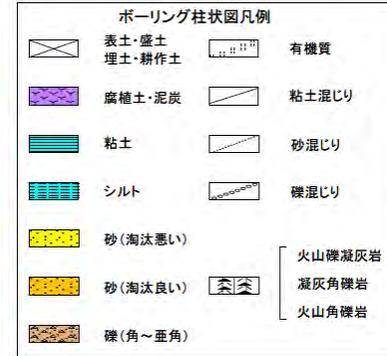 ボーリング柱状図凡例
表土・盛土
埋土・耕作土
有機質
腐植土・泥炭
粘土混じり
粘土
砂混じり
シルト
礫混じり
砂(淘汰悪い)
砂(淘汰良い)
火山礫凝灰岩
凝灰角礫岩
火山角礫岩
礫(角～亜角)